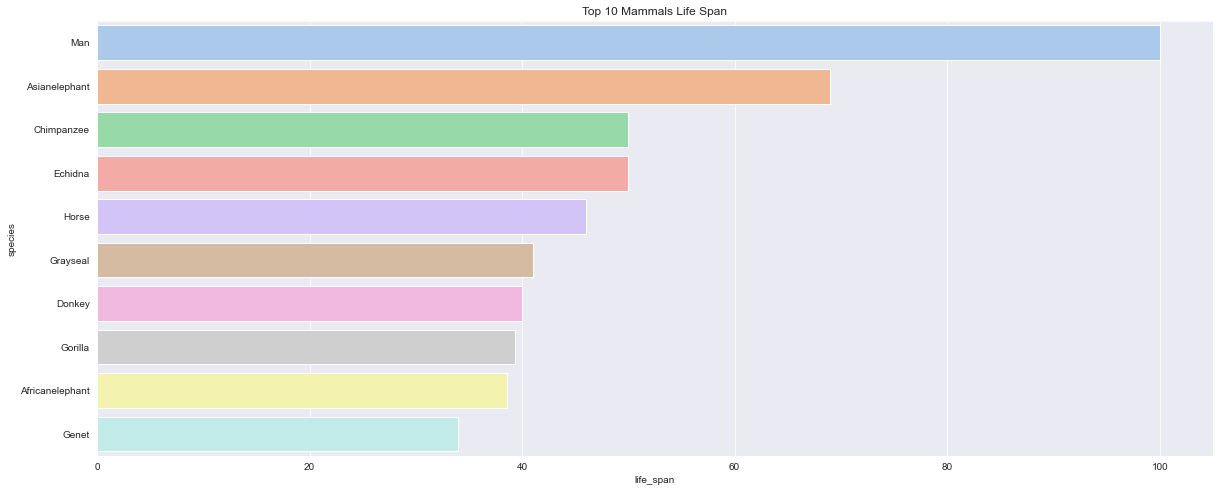 Top 10 Mammals Life Span
Man
Asianelephant
Chimpanzee
Echidna
Horse
Grayseal
Donkey
Gorilla
Africanelephant
Genet
species
0 20 40 60 80 100
life_span